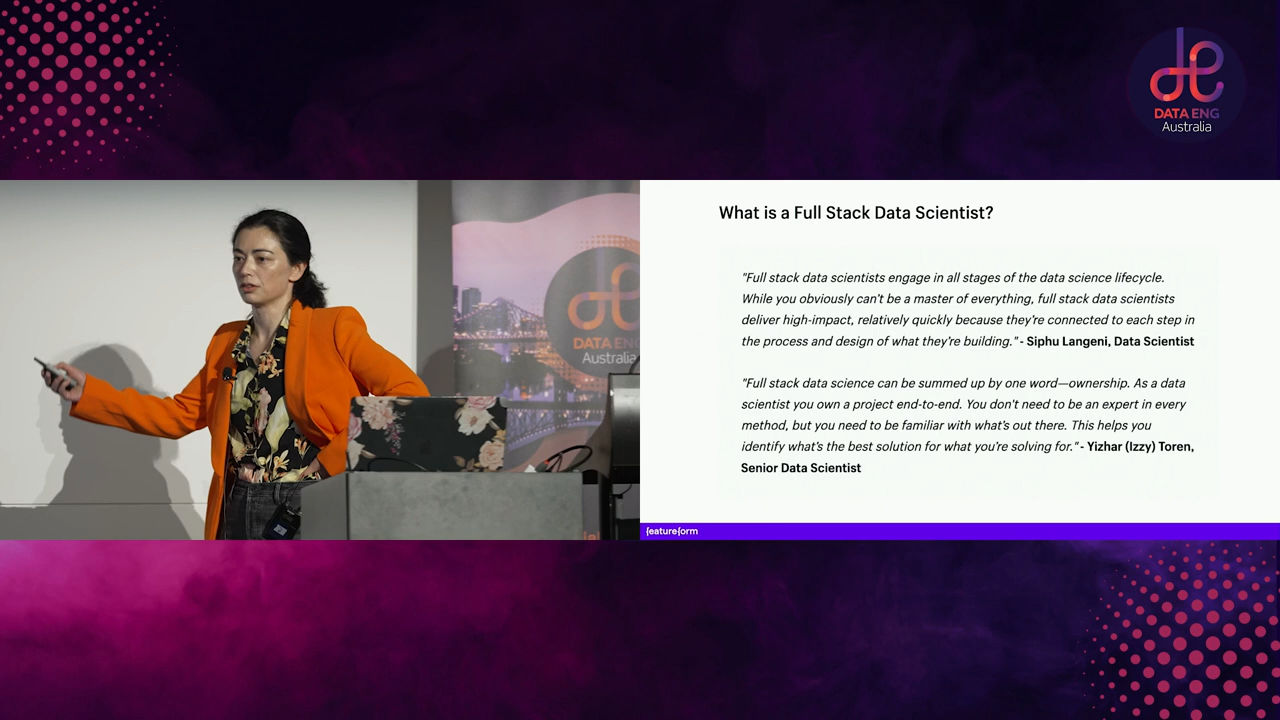 DATA ENG
Australia
DATA ENG
Australia
What is a Full Stack Data Scientist?
"Full stack data scientists engage in all stages of the data science lifecycle.
While you obviously can't be a master of everything, full stack data scientists
deliver high-impact, relatively quickly because they're connected to each step in
the process and design of what they're building." - Siphu Langeni, Data Scientist
"Full stack data science can be summed up by one word—ownership. As a data
scientist you own a project end-to-end. You don't need to be an expert in every
method, but you need to be familiar with what's out there. This helps you
identify what's the best solution for what you're solving for." - Yizhar (Izzy) Toren,
Senior Data Scientist
{eature{orm